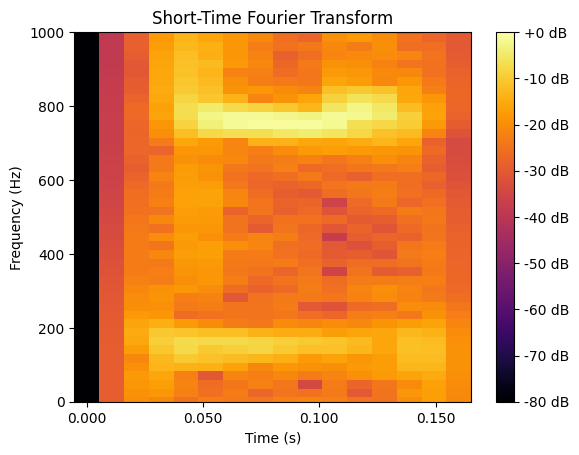 Short-Time Fourier Transform
1000
800
600
400
200
0
Frequency (Hz)
0.000
0.050
0.100
0.150
Time (s)
+0 dB
-10 dB
-20 dB
-30 dB
-40 dB
-50 dB
-60 dB
-70 dB
-80 dB